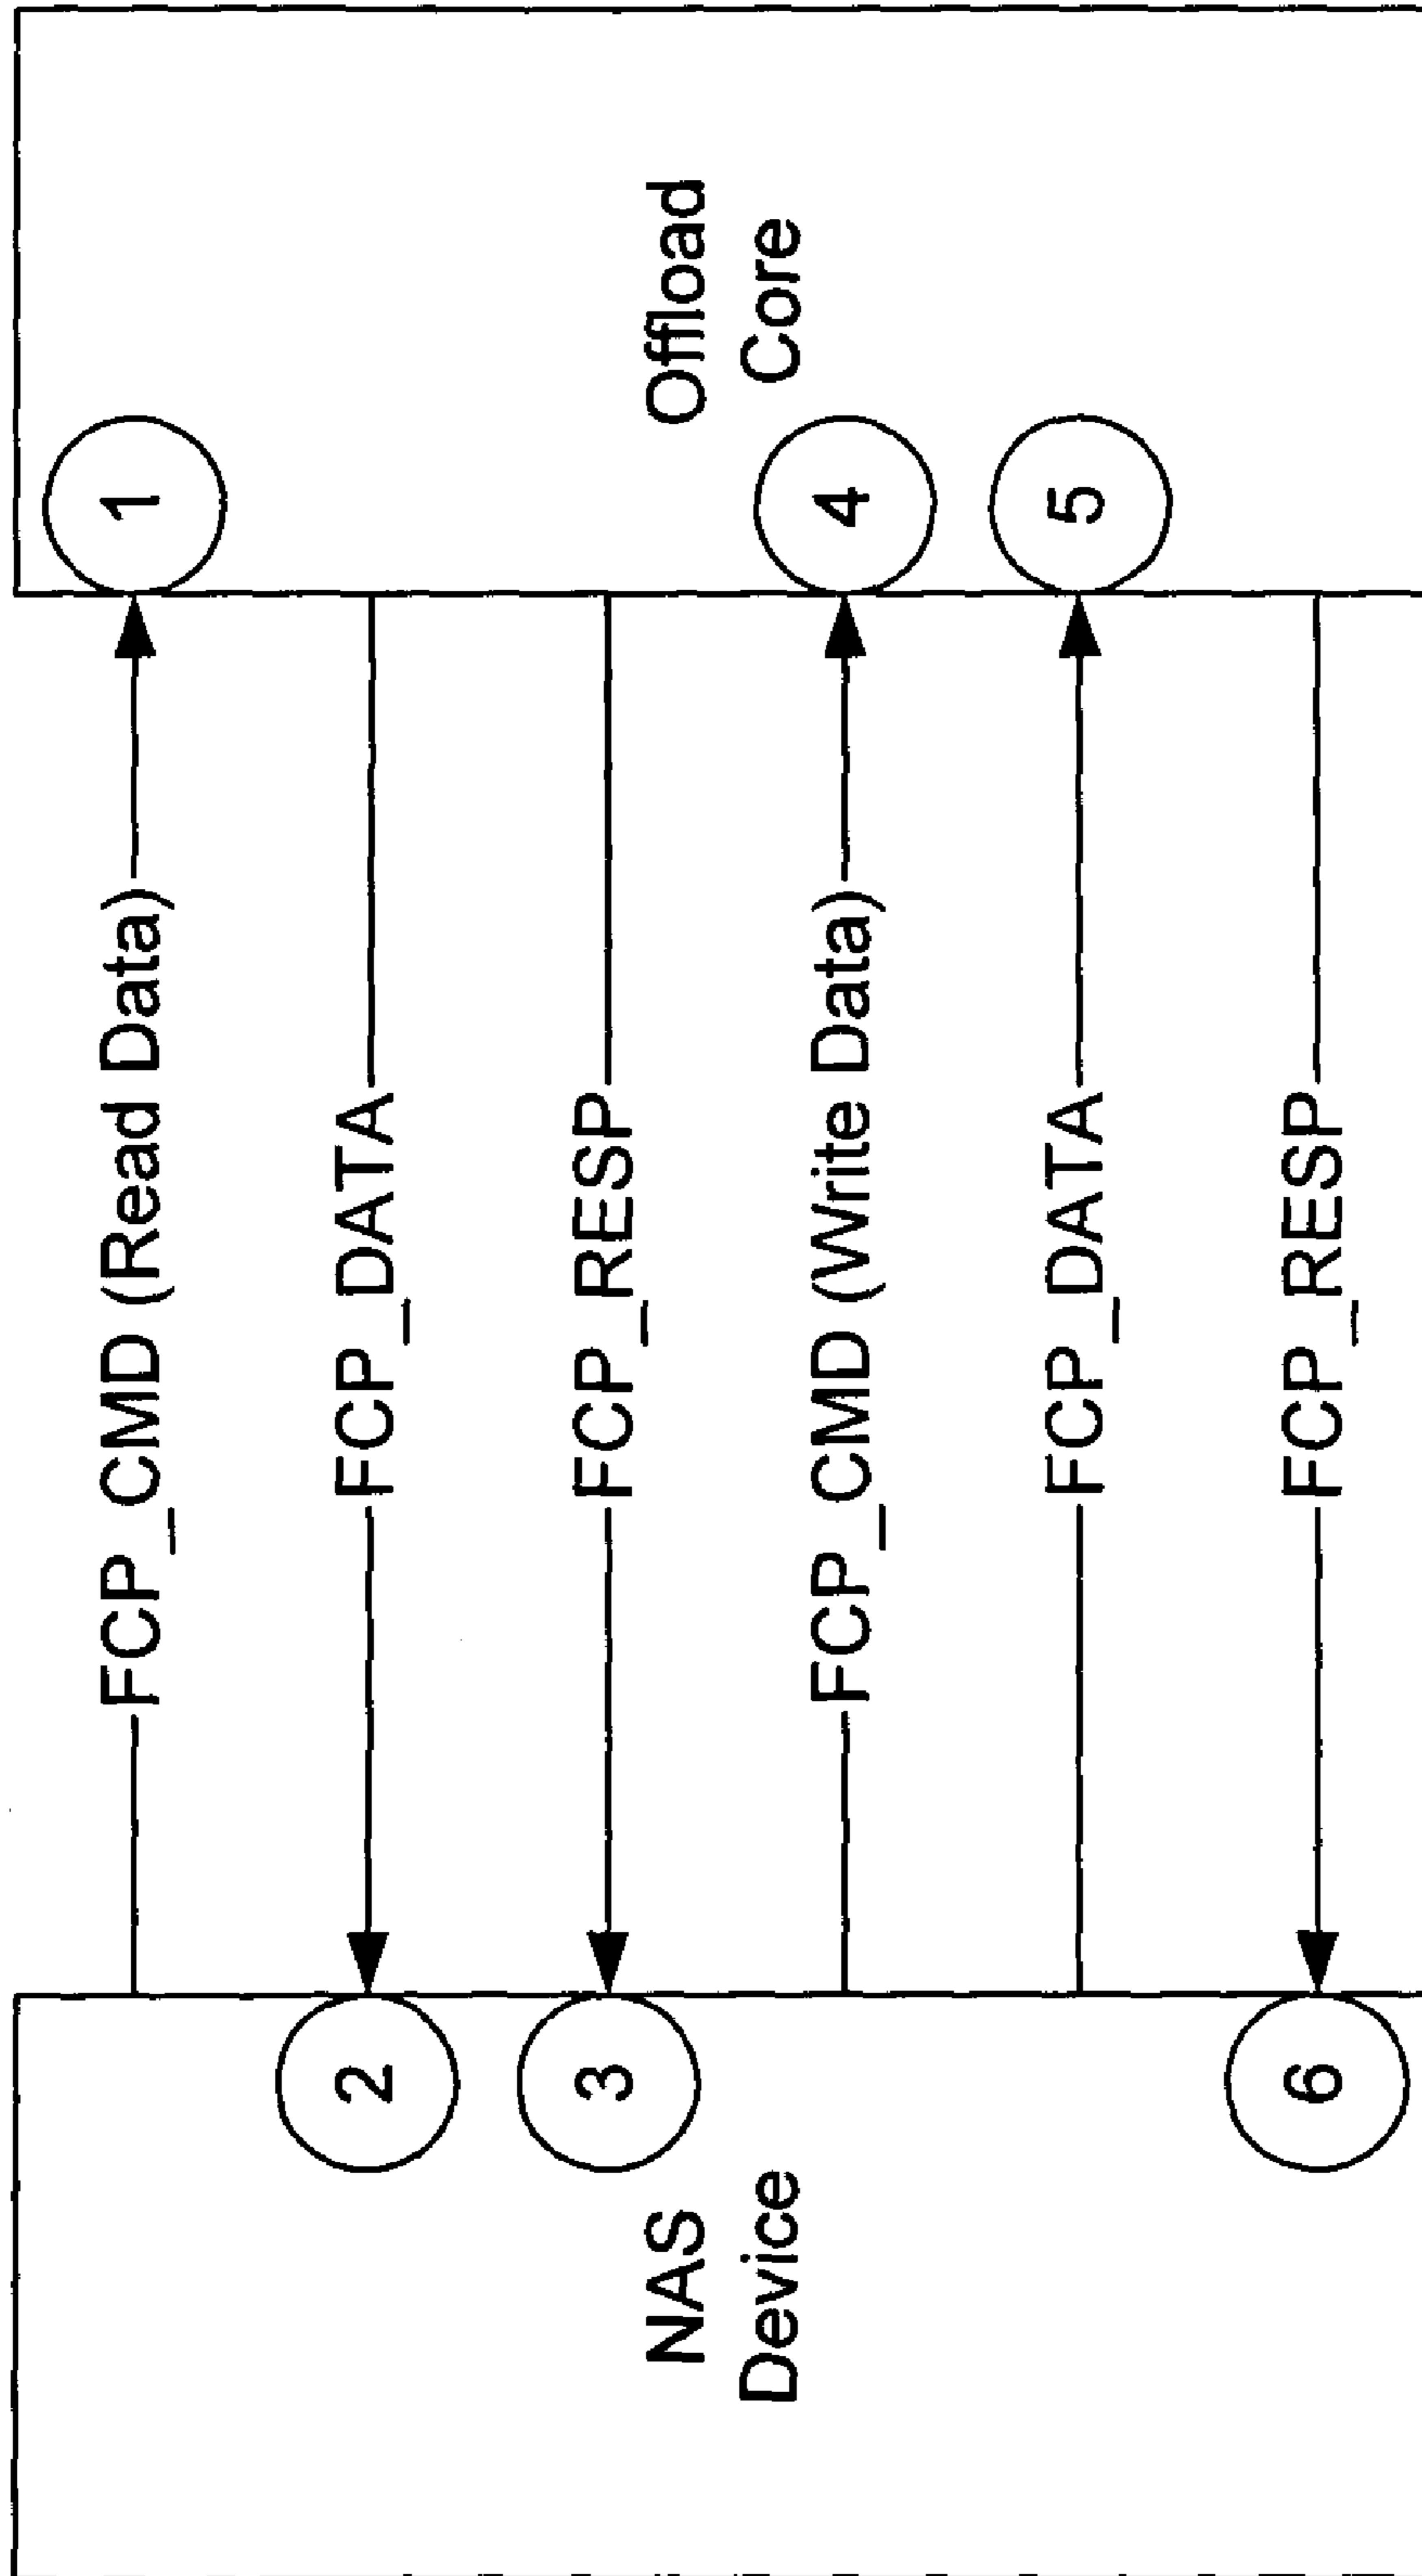 NAS
Device
Offload
Core
FCP_CMD (Read Data)
1
2
FCP_DATA
3
FCP_RESP
FCP_CMD (Write Data)
4
FCP_DATA
5
6
FCP_RESP